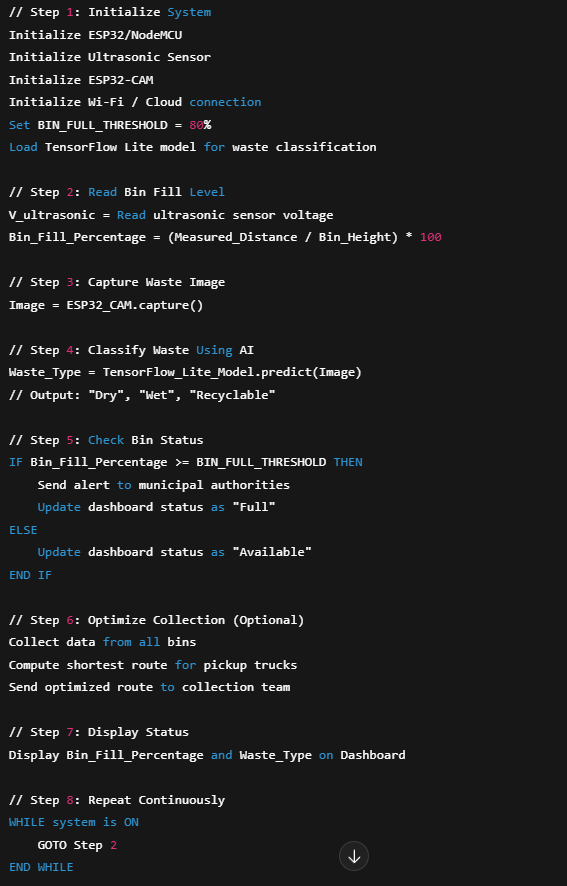 // Step 1: Initialize System
Initialize ESP32/NodeMCU
Initialize Ultrasonic Sensor
Initialize ESP32-CAM
Initialize Wi-Fi / Cloud connection
Set BIN_FULL_THRESHOLD = 80%
Load TensorFlow Lite model for waste classification

// Step 2: Read Bin Fill Level
V_ultrasonic = Read ultrasonic sensor voltage
Bin_Fill_Percentage = (Measured_Distance / Bin_Height) * 100

// Step 3: Capture Waste Image
Image = ESP32_CAM.capture()

// Step 4: Classify Waste Using AI
Waste_Type = TensorFlow_Lite_Model.predict(Image)
// Output: "Dry", "Wet", "Recyclable"

// Step 5: Check Bin Status
IF Bin_Fill_Percentage >= BIN_FULL_THRESHOLD THEN
    Send alert to municipal authorities
    Update dashboard status as "Full"
ELSE
    Update dashboard status as "Available"
END IF

// Step 6: Optimize Collection (Optional)
Collect data from all bins
Compute shortest route for pickup trucks
Send optimized route to collection team

// Step 7: Display Status
Display Bin_Fill_Percentage and Waste_Type on Dashboard

// Step 8: Repeat Continuously
WHILE system is ON
    GOTO Step 2
END WHILE